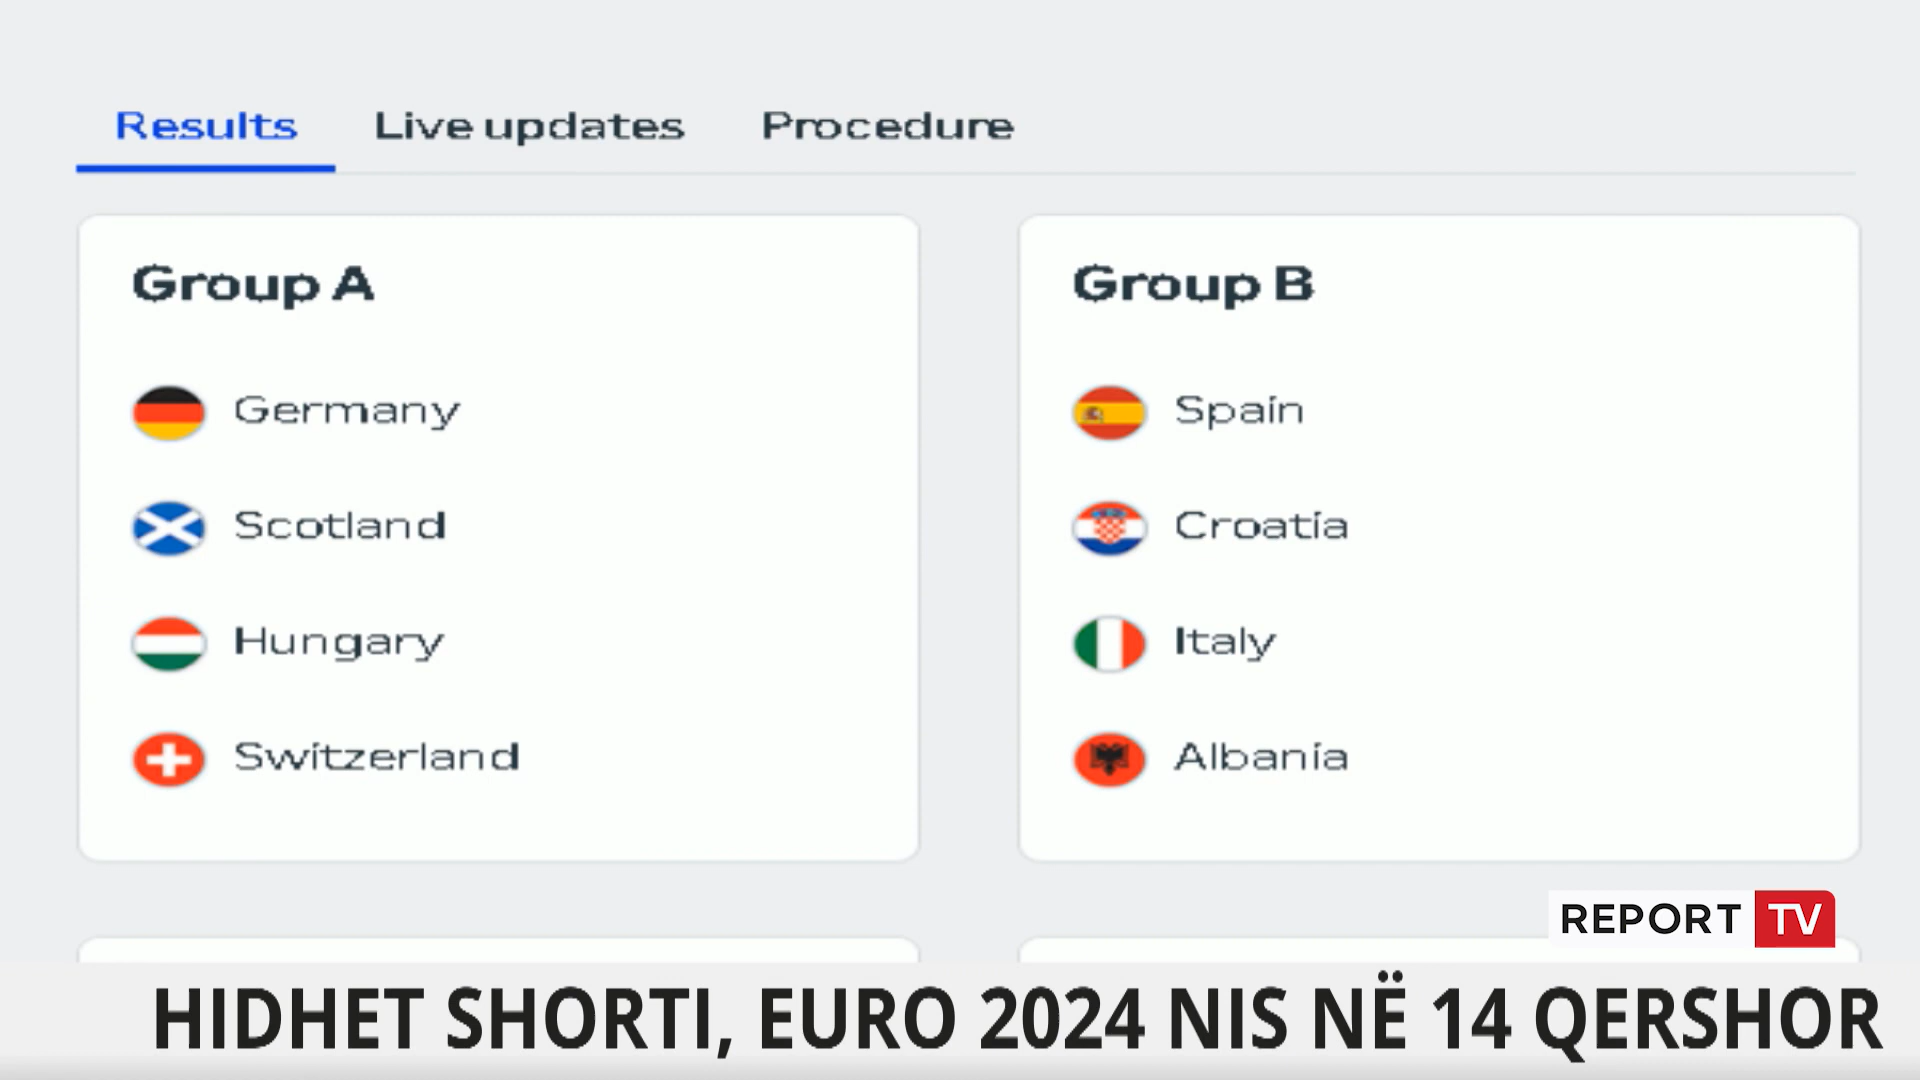 Results Live updates Procedure
Group A
Germany
Scotland
Hungary
Switzerland
Group B
Spain
Croatia
Italy
Albania
REPORT TV
HIDHET SHORTI, EURO 2024 NIS NË 14 QERSHOR